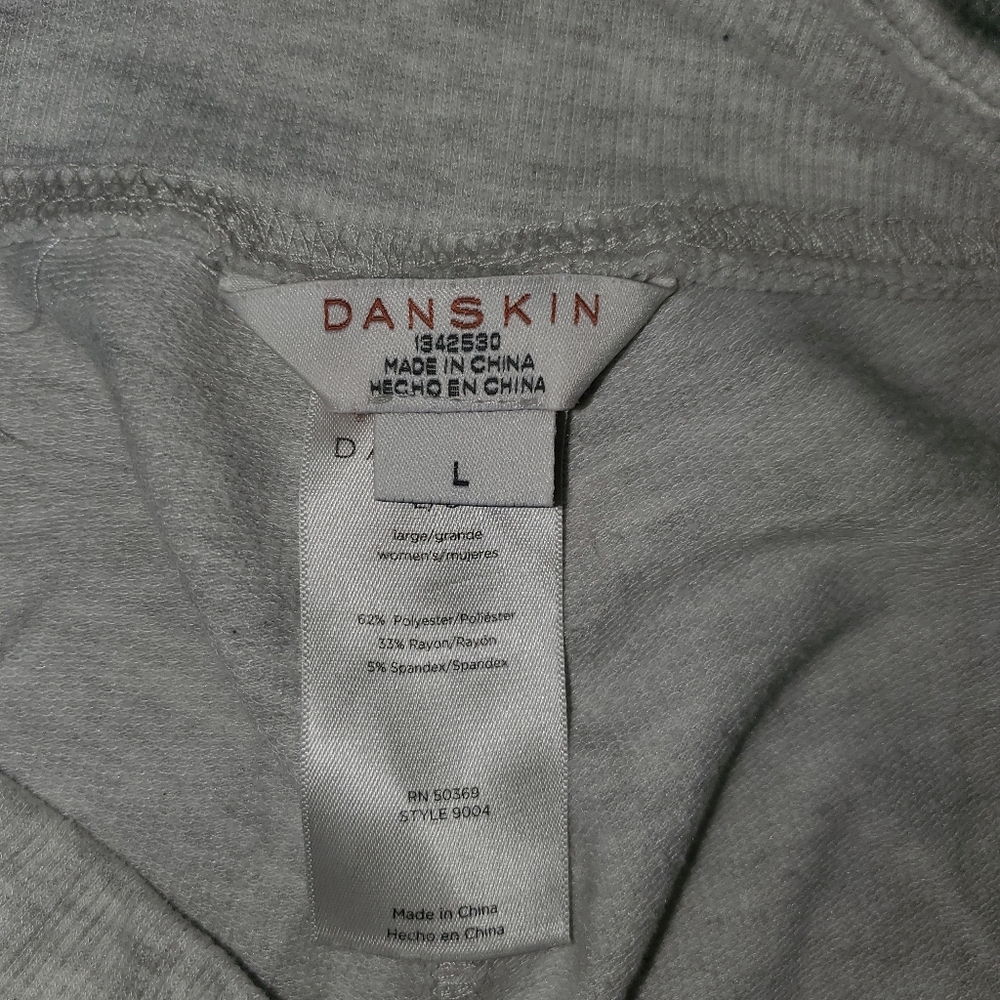 DANSKIN
1342530
MADE IN CHINA
HECHO EN CHINA
L
large/grande
women's/mujeres
62% Polyester/Poliéster
33% Rayon/Rayón
5% Spandex/Spandex
RN 50369
STYLE 9004
Made in China
Hecho en China